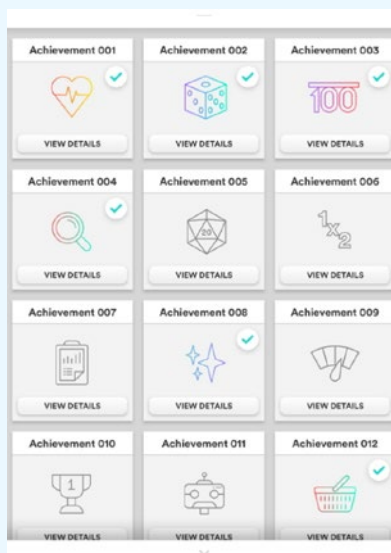 Achievement 001
Achievement 002
Achievement 003
100
VIEW DETAILS
VIEW DETAILS
VIEW DETAILS
Achievement 004
Achievement 005
Achievement 006
20
1x2
VIEW DETAILS
VIEW DETAILS
VIEW DETAILS
Achievement 007
Achievement 008
Achievement 009
VIEW DETAILS
VIEW DETAILS
VIEW DETAILS
Achievement 010
Achievement 011
Achievement 012
1
VIEW DETAILS
VIEW DETAILS
VIEW DETAILS